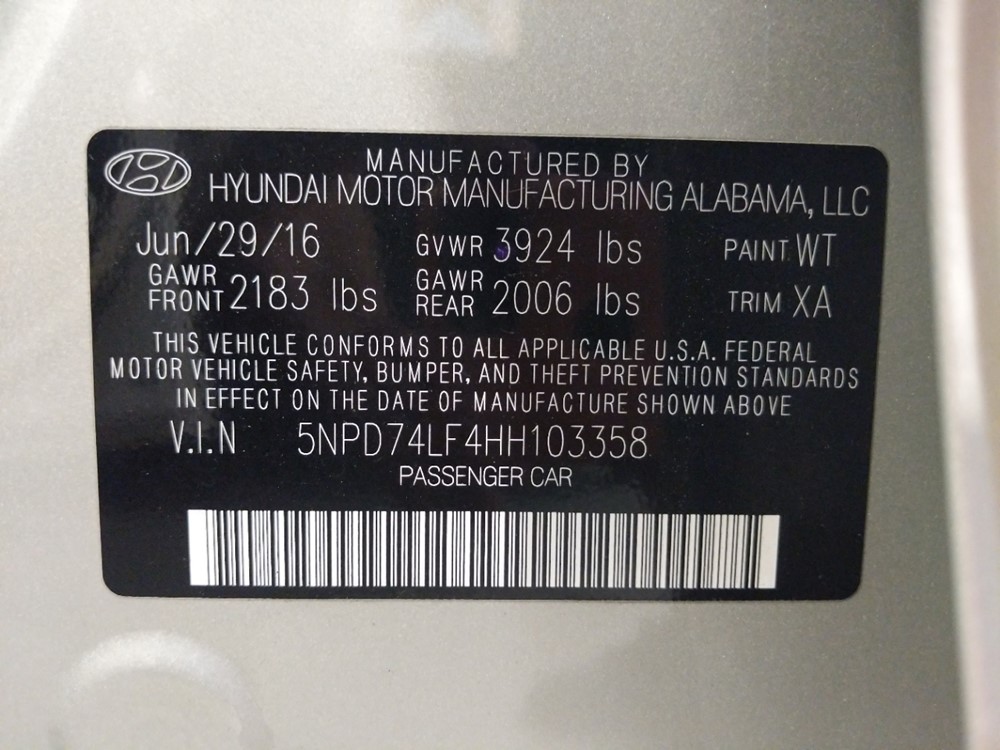 MANUFACTURED BY
HYUNDAI MOTOR MANUFACTURING ALABAMA, LLC
Jun/29/16 GVWR 3924 lbs PAINT WT
GAWR FRONT 2183 lbs GAWR REAR 2006 lbs TRIM XA
THIS VEHICLE CONFORMS TO ALL APPLICABLE U.S.A. FEDERAL
MOTOR VEHICLE SAFETY, BUMPER, AND THEFT PREVENTION STANDARDS
IN EFFECT ON THE DATE OF MANUFACTURE SHOWN ABOVE
V.I.N 5NPD74LF4HH103358
PASSENGER CAR